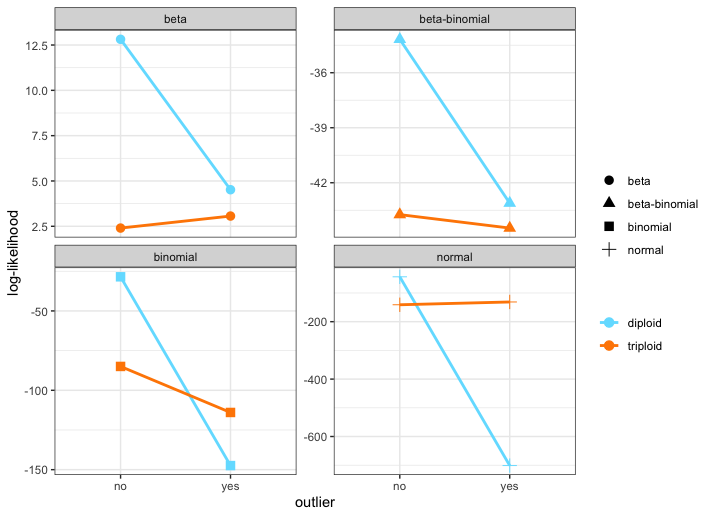 beta
beta-binomial
12.5
10.0
7.5
5.0
2.5
-36
-39
-42
binomial
normal
-50
-100
-150
-200
-400
-600
no
yes
no
yes
outlier
log-likelihood
beta
beta-binomial
binomial
normal
diploid
triploid